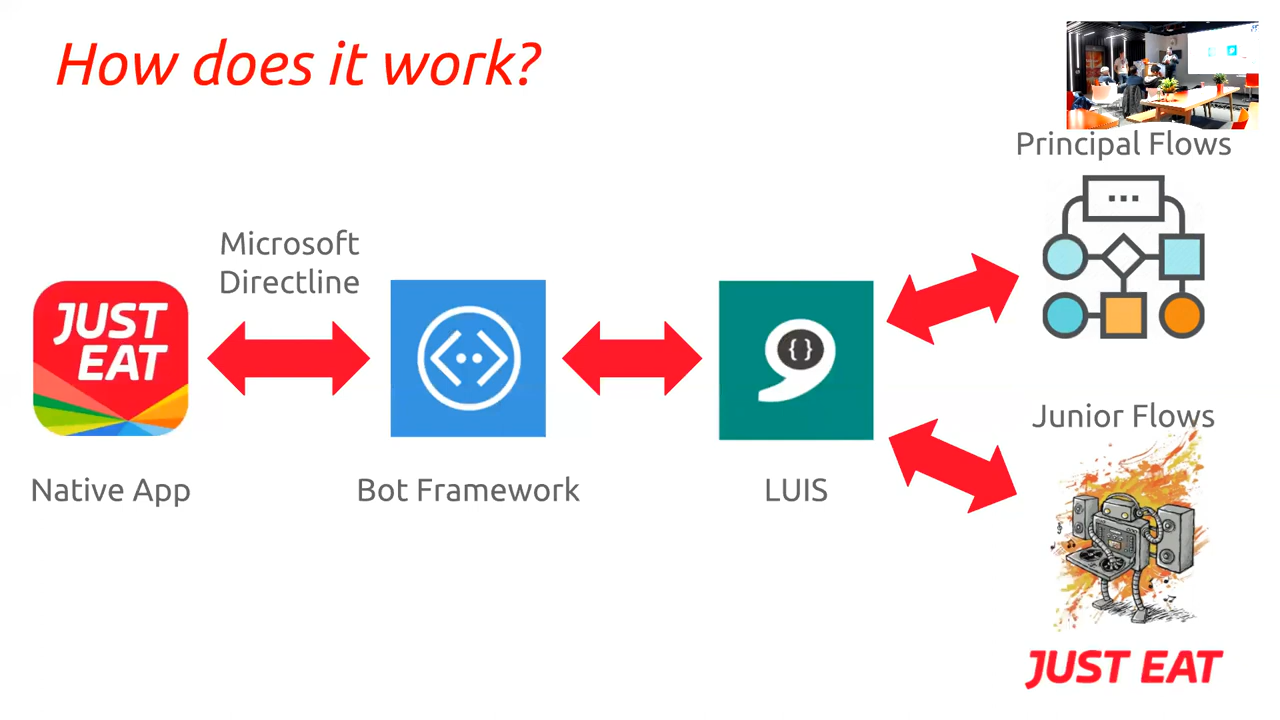 How does it work?
Principal Flows
Microsoft
Directline
JUST
EAT
Native App
Bot Framework
{ }
LUIS
Junior Flows
JUST EAT